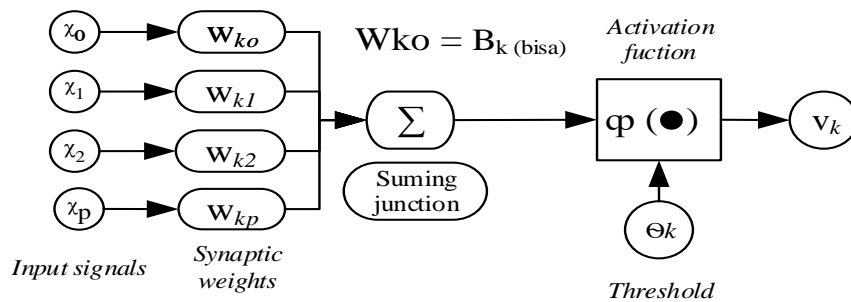 χ0 Wko
Wko = Bk (bisa)
Activation
fuction
χ1 Wk1
χ2 Wk2
Σ
φ (●)
vk
χp Wkp
Suming
junction
Θk
Input signals
Synaptic
weights
Threshold